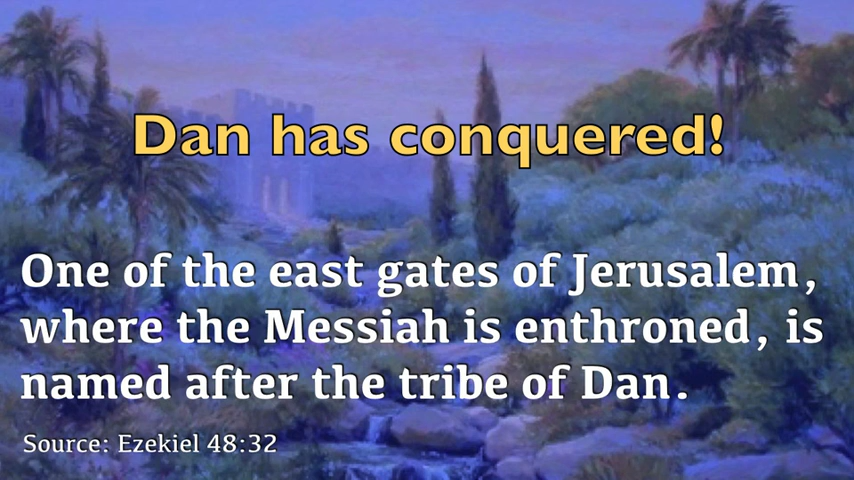 Dan has conquered!
One of the east gates of Jerusalem,
where the Messiah is enthroned, is
named after the tribe of Dan.
Source: Ezekiel 48:32